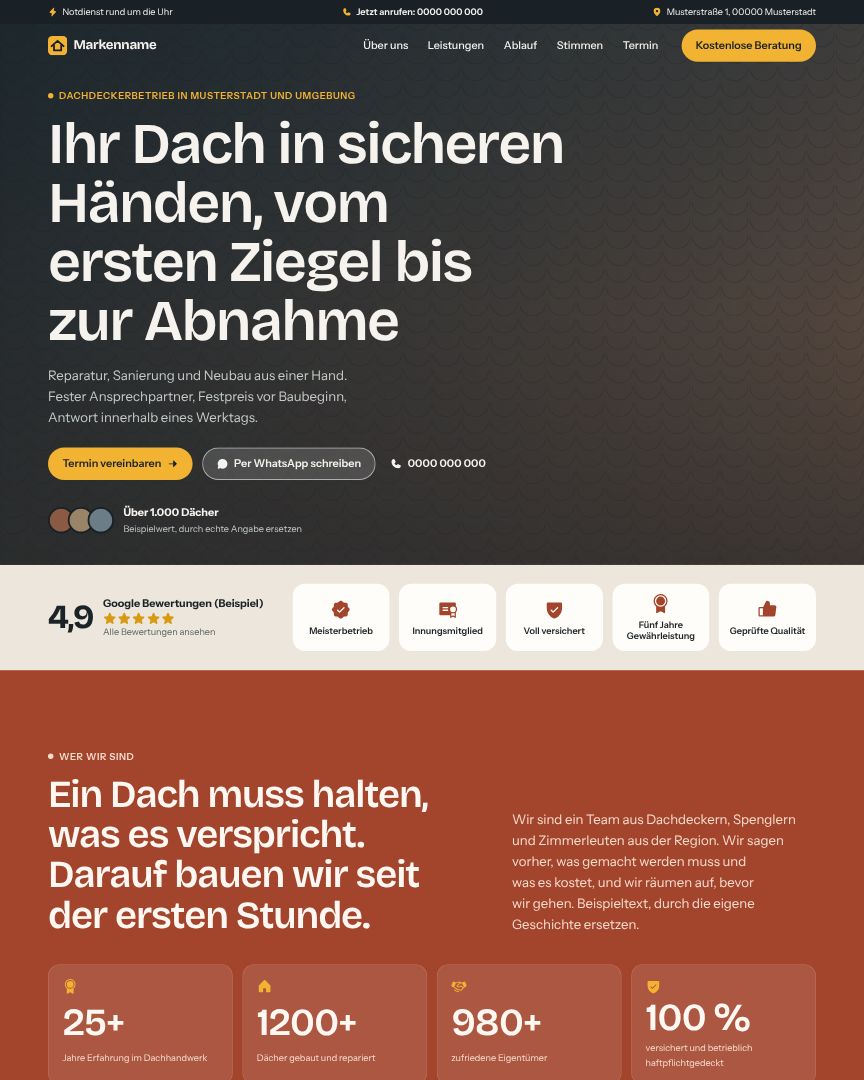 Notdienst rund um die Uhr
Jetzt anrufen: 0000 000 000
Musterstraße 1, 00000 Musterstadt
Markenname
Über uns
Leistungen
Ablauf
Stimmen
Termin
Kostenlose Beratung
DACHDECKERBETRIEB IN MUSTERSTADT UND UMGEBUNG
Ihr Dach in sicheren
Händen, vom
ersten Ziegel bis
zur Abnahme
Reparatur, Sanierung und Neubau aus einer Hand.
Fester Ansprechpartner, Festpreis vor Baubeginn,
Antwort innerhalb eines Werktags.
Termin vereinbaren
Per WhatsApp schreiben
0000 000 000
Über 1.000 Dächer
Beispielwert, durch echte Angabe ersetzen
4,9
Google Bewertungen (Beispiel)
Alle Bewertungen ansehen
Meisterbetrieb
Innungsmitglied
Voll versichert
Fünf Jahre
Gewährleistung
Geprüfte Qualität
WER WIR SIND
Ein Dach muss halten,
was es verspricht.
Darauf bauen wir seit
der ersten Stunde.
Wir sind ein Team aus Dachdeckern, Spenglern
und Zimmerleuten aus der Region. Wir sagen
vorher, was gemacht werden muss und
was es kostet, und wir räumen auf, bevor
wir gehen. Beispieltext, durch die eigene
Geschichte ersetzen.
25+
Jahre Erfahrung im Dachhandwerk
1200+
Dächer gebaut und repariert
980+
zufriedene Eigentümer
100 %
versichert und betrieblich
haftpflichtgedeckt